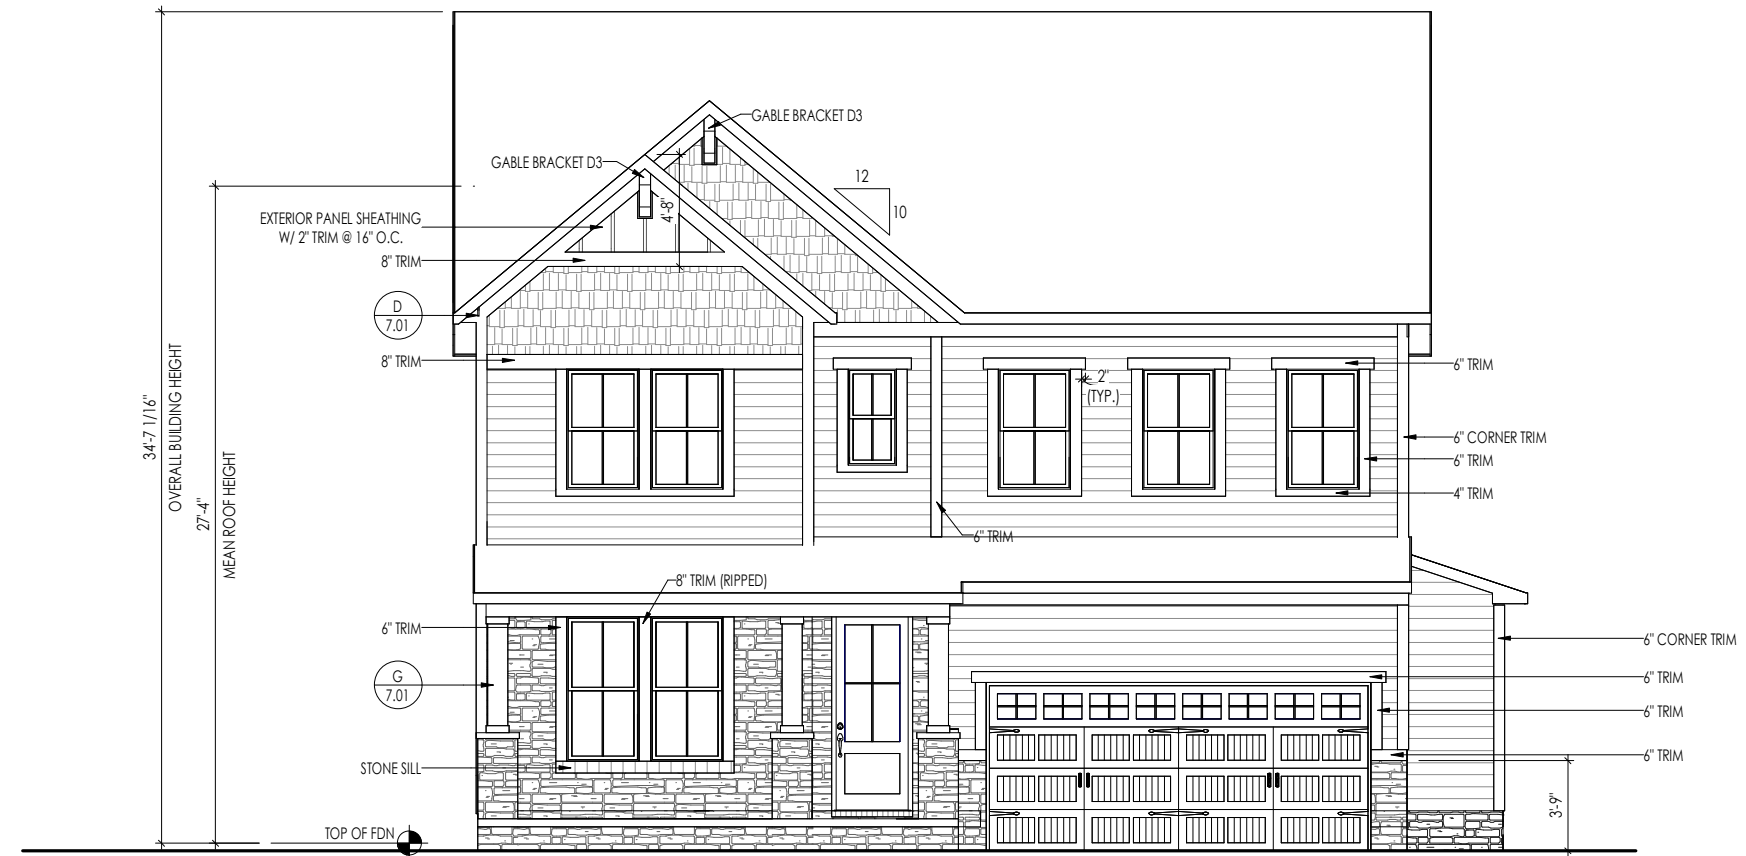 GABLE BRACKET D3
GABLE BRACKET D3
12
10
4'-8"
EXTERIOR PANEL SHEATHING
W/ 2" TRIM @ 16" O.C.
8" TRIM
D
7.01
8" TRIM
34'-7 1/16"
OVERALL BUILDING HEIGHT
27'-4"
MEAN ROOF HEIGHT
2"
(TYP.)
6" TRIM
6" CORNER TRIM
6" TRIM
4" TRIM
6" TRIM
8" TRIM (RIPPED)
6" TRIM
G
7.01
STONE SILL
TOP OF FDN
6" CORNER TRIM
6" TRIM
6" TRIM
6" TRIM
3'-9"